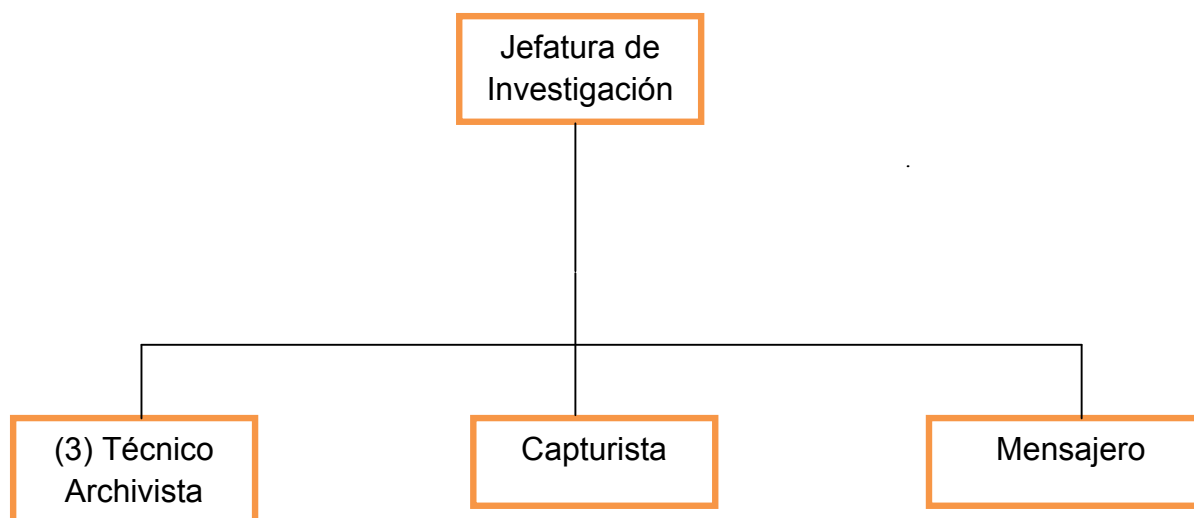 Jefatura de
Investigación
(3) Técnico
Archivista
Capturista
Mensajero